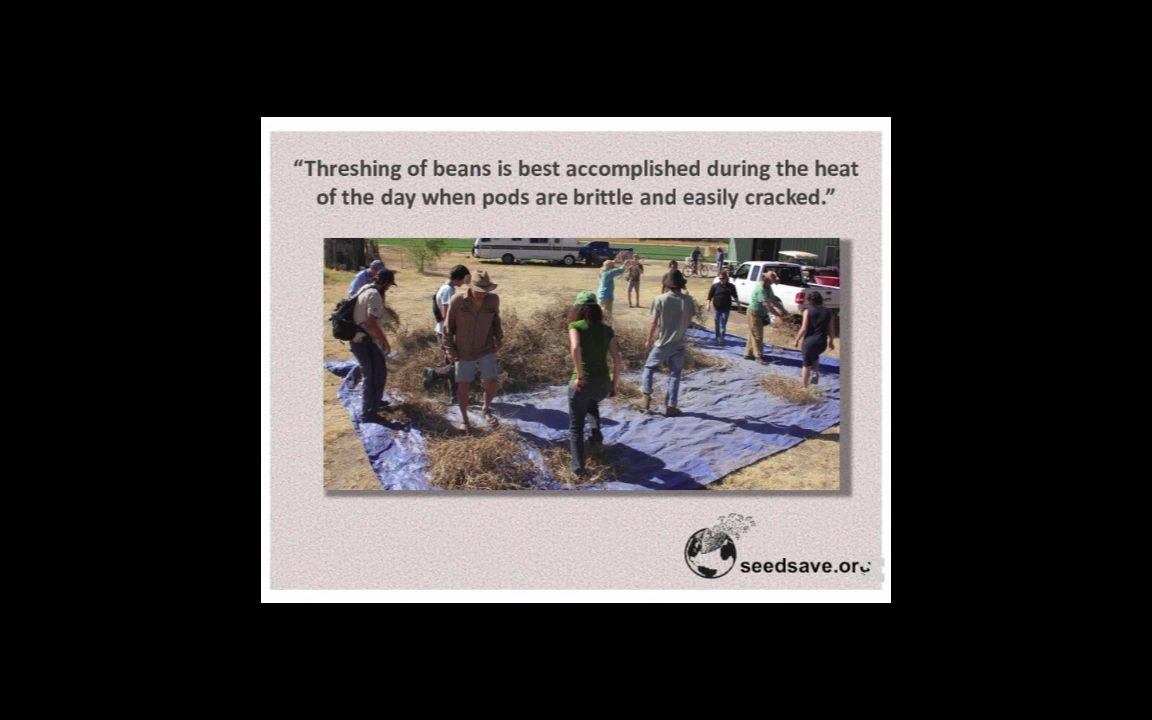 “Threshing of beans is best accomplished during the heat
of the day when pods are brittle and easily cracked.”
seedsave.org